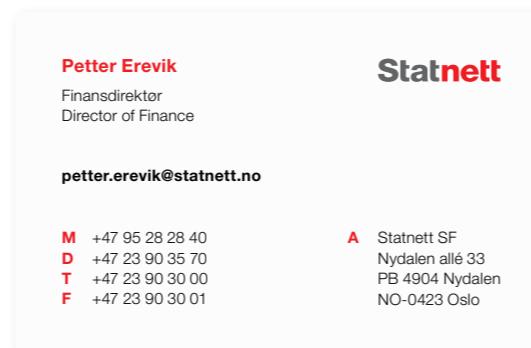 Petter Erevik
Statnett
Finansdirektør
Director of Finance
petter.erevik@statnett.no
M +47 95 28 28 40
D +47 23 90 35 70
T +47 23 90 30 00
F +47 23 90 30 01
A Statnett SF
Nydalen allé 33
PB 4904 Nydalen
NO-0423 Oslo